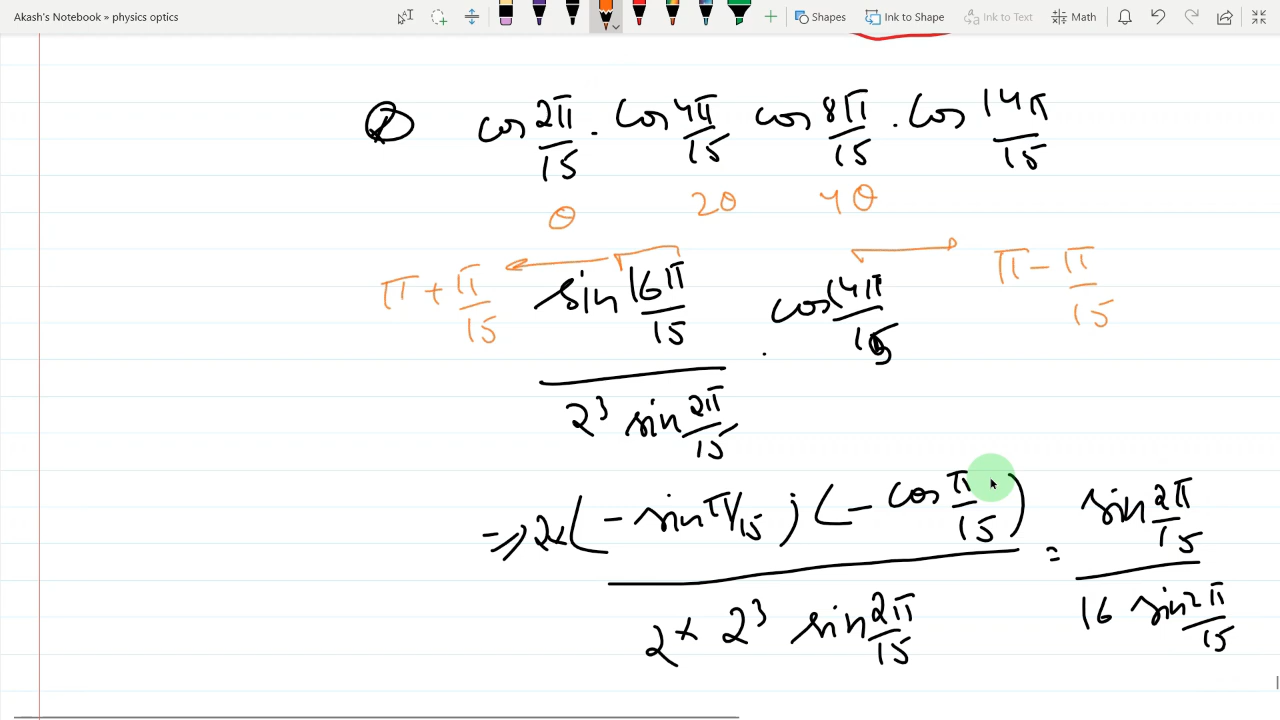 Akash's Notebook » physics optics
Shapes Ink to Shape Ink to Text Math
cos 2π/15 . cos 4π/15 cos 8π/15 . cos 14π/15
θ 2θ 4θ
π + π/15 sin 16π/15 . cos 14π/15 π - π/15
2³ sin 2π/15
=> 2x (- sin π/15) (- cos π/15) = sin 2π/15
2 x 2³ sin 2π/15 16 sin 2π/15